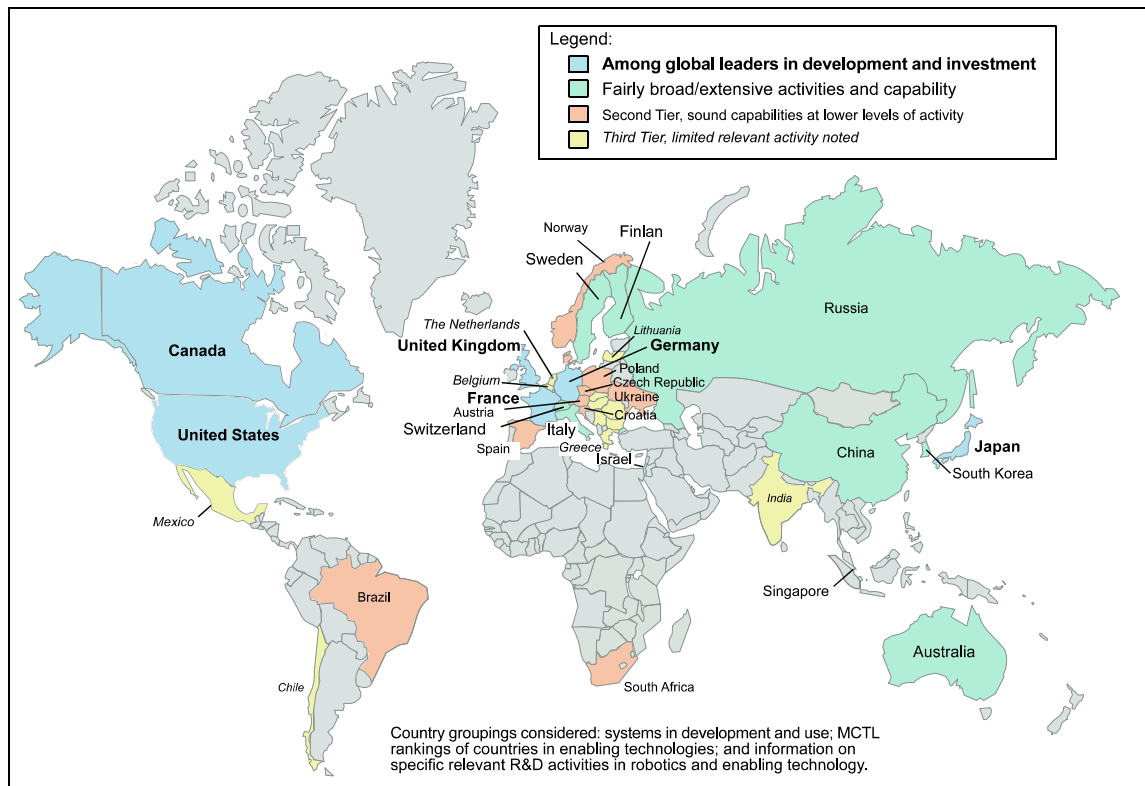 Legend:
Among global leaders in development and investment
Fairly broad/extensive activities and capability
Second Tier, sound capabilities at lower levels of activity
Third Tier, limited relevant activity noted
Norway
Finlan
Sweden
Russia
The Netherlands
Lithuania
United Kingdom
Germany
Canada
Belgium
Poland
Czech Republic
France
Ukraine
Austria
Croatia
United States
Switzerland
Italy
Japan
Spain
Greece
Israel
China
South Korea
India
Mexico
Singapore
Brazil
Australia
Chile
South Africa
Country groupings considered: systems in development and use; MCTL
rankings of countries in enabling technologies; and information on
specific relevant R&D activities in robotics and enabling technology.